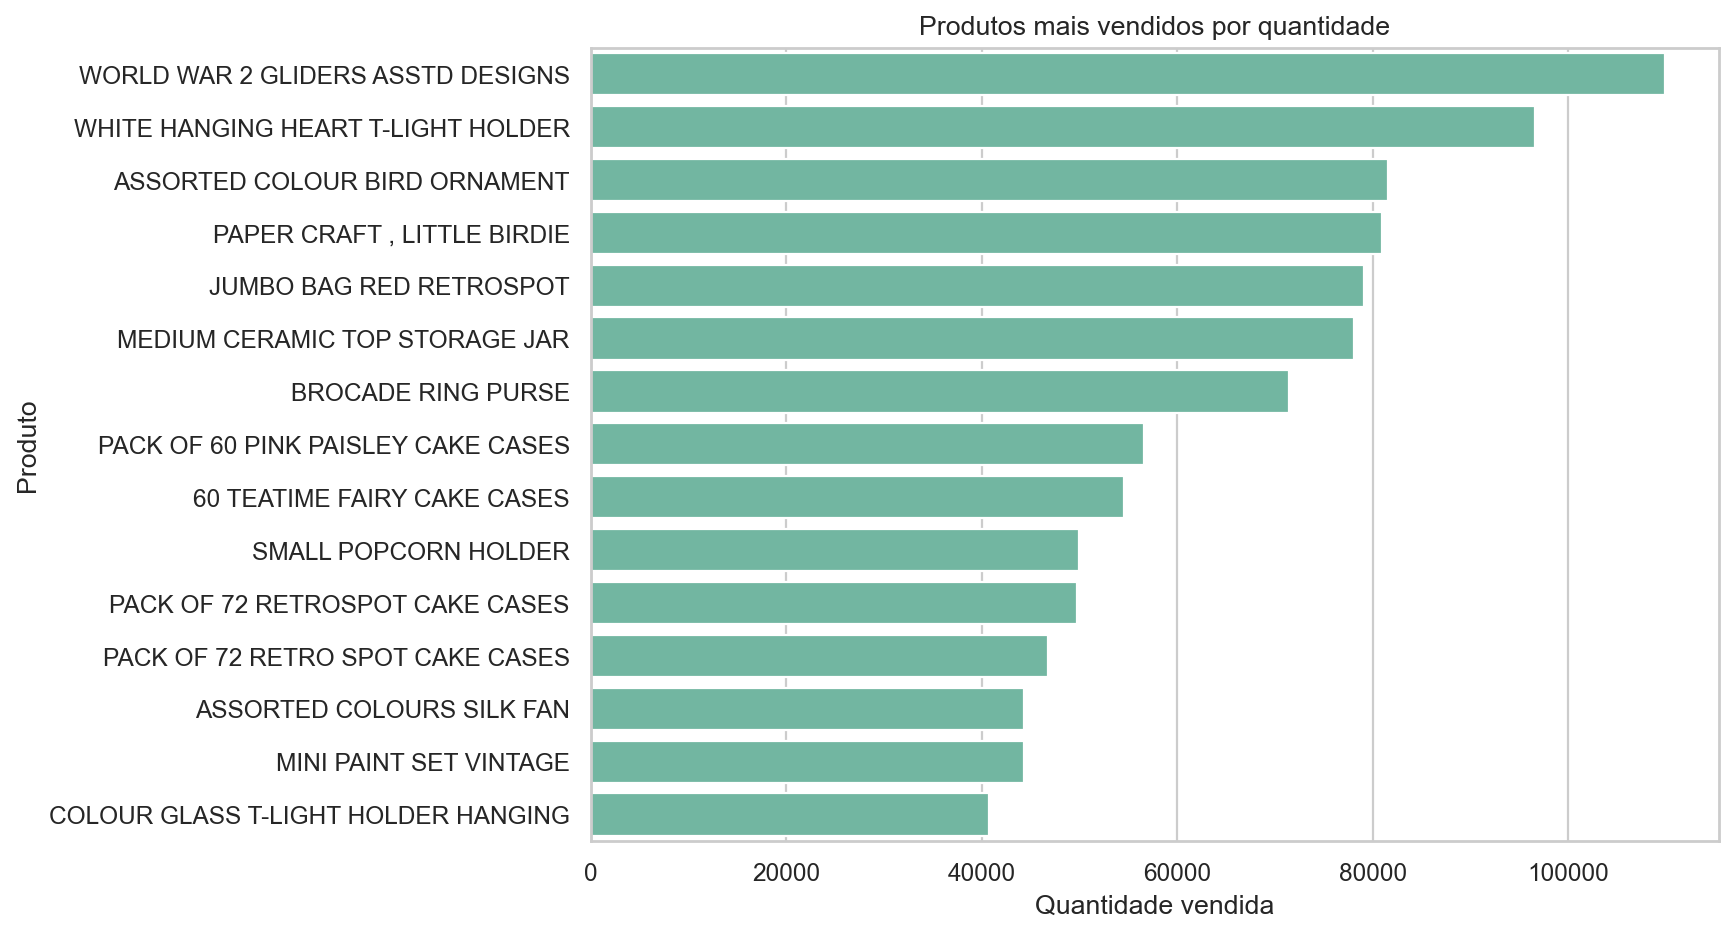 Produtos mais vendidos por quantidade
WORLD WAR 2 GLIDERS ASSTD DESIGNS
WHITE HANGING HEART T-LIGHT HOLDER
ASSORTED COLOUR BIRD ORNAMENT
PAPER CRAFT , LITTLE BIRDIE
JUMBO BAG RED RETROSPOT
MEDIUM CERAMIC TOP STORAGE JAR
BROCADE RING PURSE
PACK OF 60 PINK PAISLEY CAKE CASES
60 TEATIME FAIRY CAKE CASES
SMALL POPCORN HOLDER
PACK OF 72 RETROSPOT CAKE CASES
PACK OF 72 RETRO SPOT CAKE CASES
ASSORTED COLOURS SILK FAN
MINI PAINT SET VINTAGE
COLOUR GLASS T-LIGHT HOLDER HANGING
Produto
0 20000 40000 60000 80000 100000
Quantidade vendida